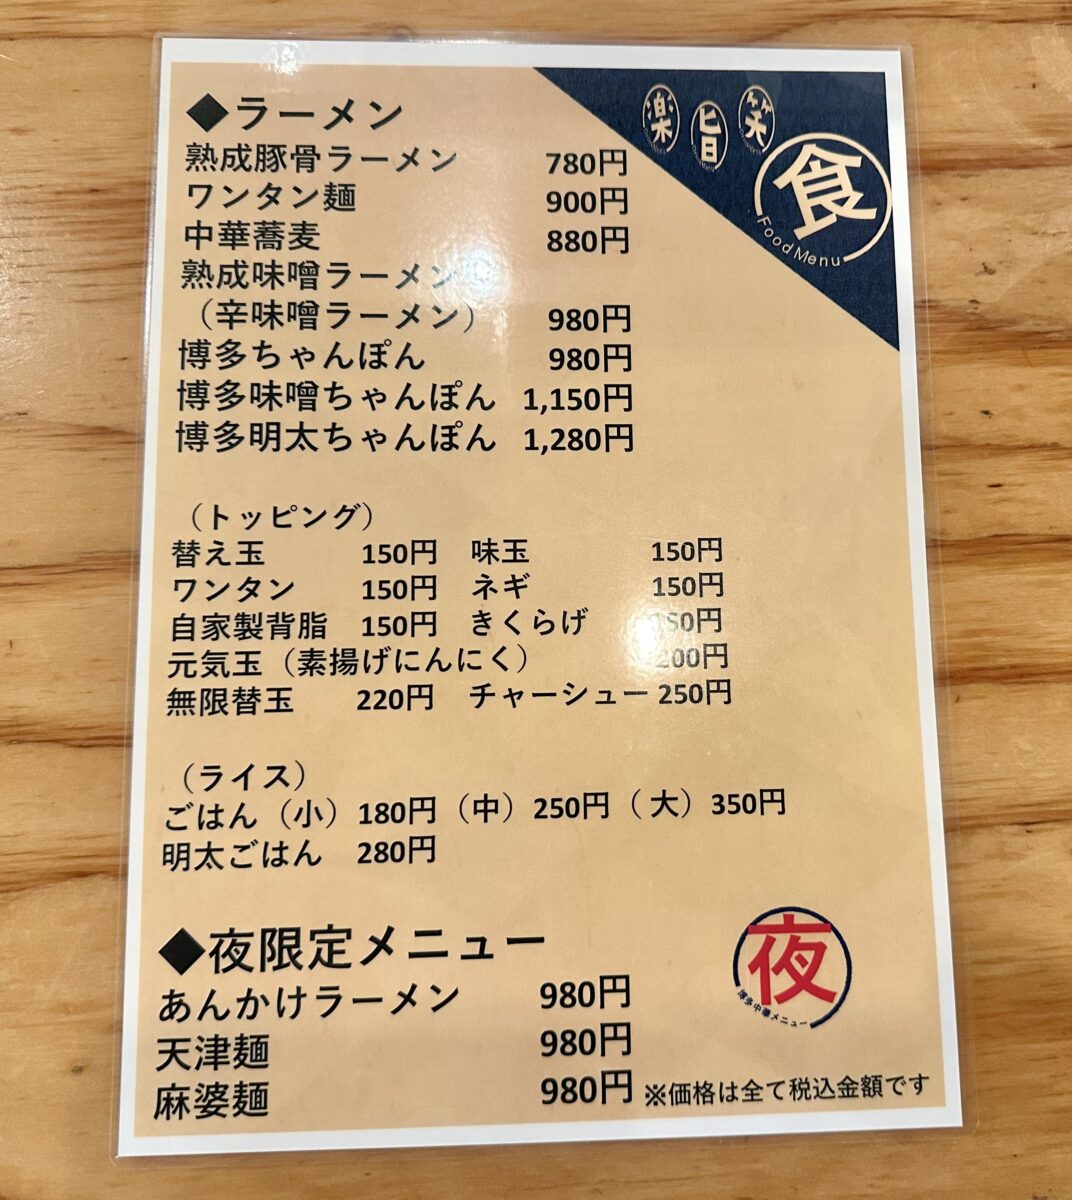 楽 旨 笑
食
Food Menu
◆ラーメン
熟成豚骨ラーメン 780円
ワンタン麺 900円
中華蕎麦 880円
熟成味噌ラーメン
（辛味噌ラーメン） 980円
博多ちゃんぽん 980円
博多味噌ちゃんぽん 1,150円
博多明太ちゃんぽん 1,280円
（トッピング）
替え玉 150円 味玉 150円
ワンタン 150円 ネギ 150円
自家製背脂 150円 きくらげ 150円
元気玉（素揚げにんにく） 200円
無限替玉 220円 チャーシュー 250円
（ライス）
ごはん（小）180円（中）250円（大）350円
明太ごはん 280円
◆夜限定メニュー
夜
博多中華メニュー
あんかけラーメン 980円
天津麺 980円
麻婆麺 980円 ※価格は全て税込金額です